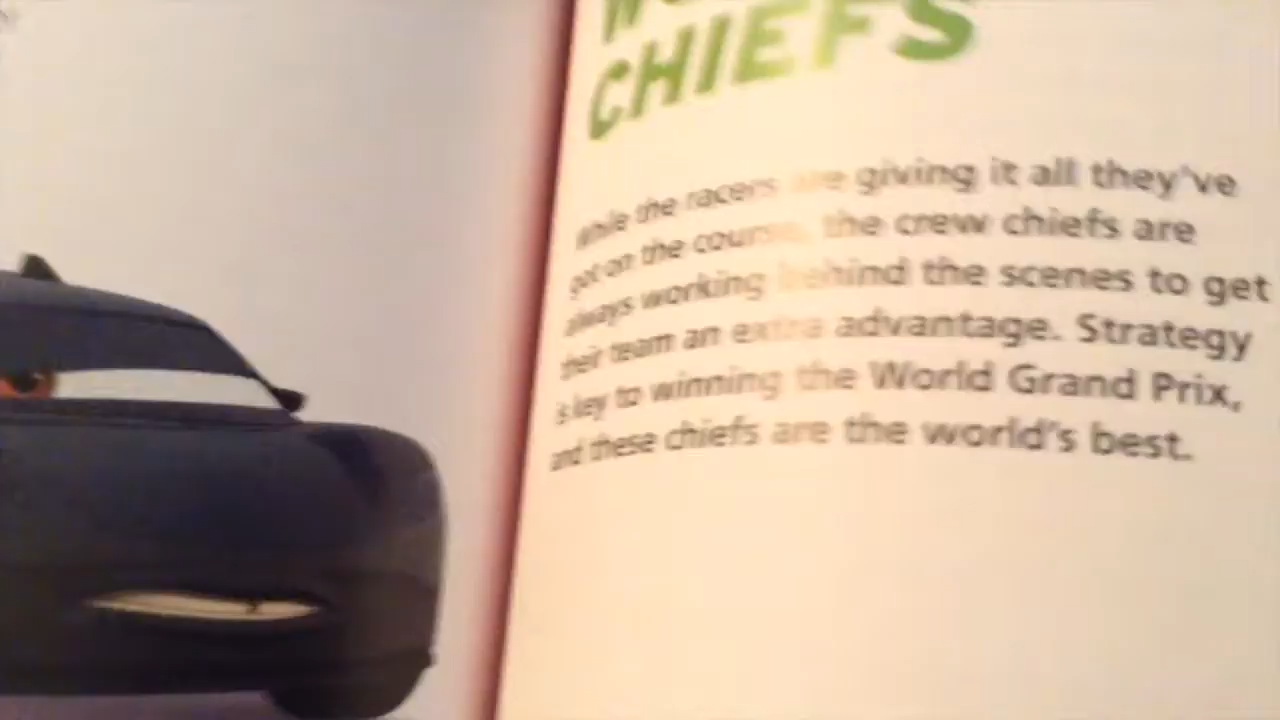 CHIEFS
While the racers are giving it all they've
got on the course, the crew chiefs are
always working behind the scenes to get
their team an extra advantage. Strategy
is key to winning the World Grand Prix,
and these chiefs are the world's best.